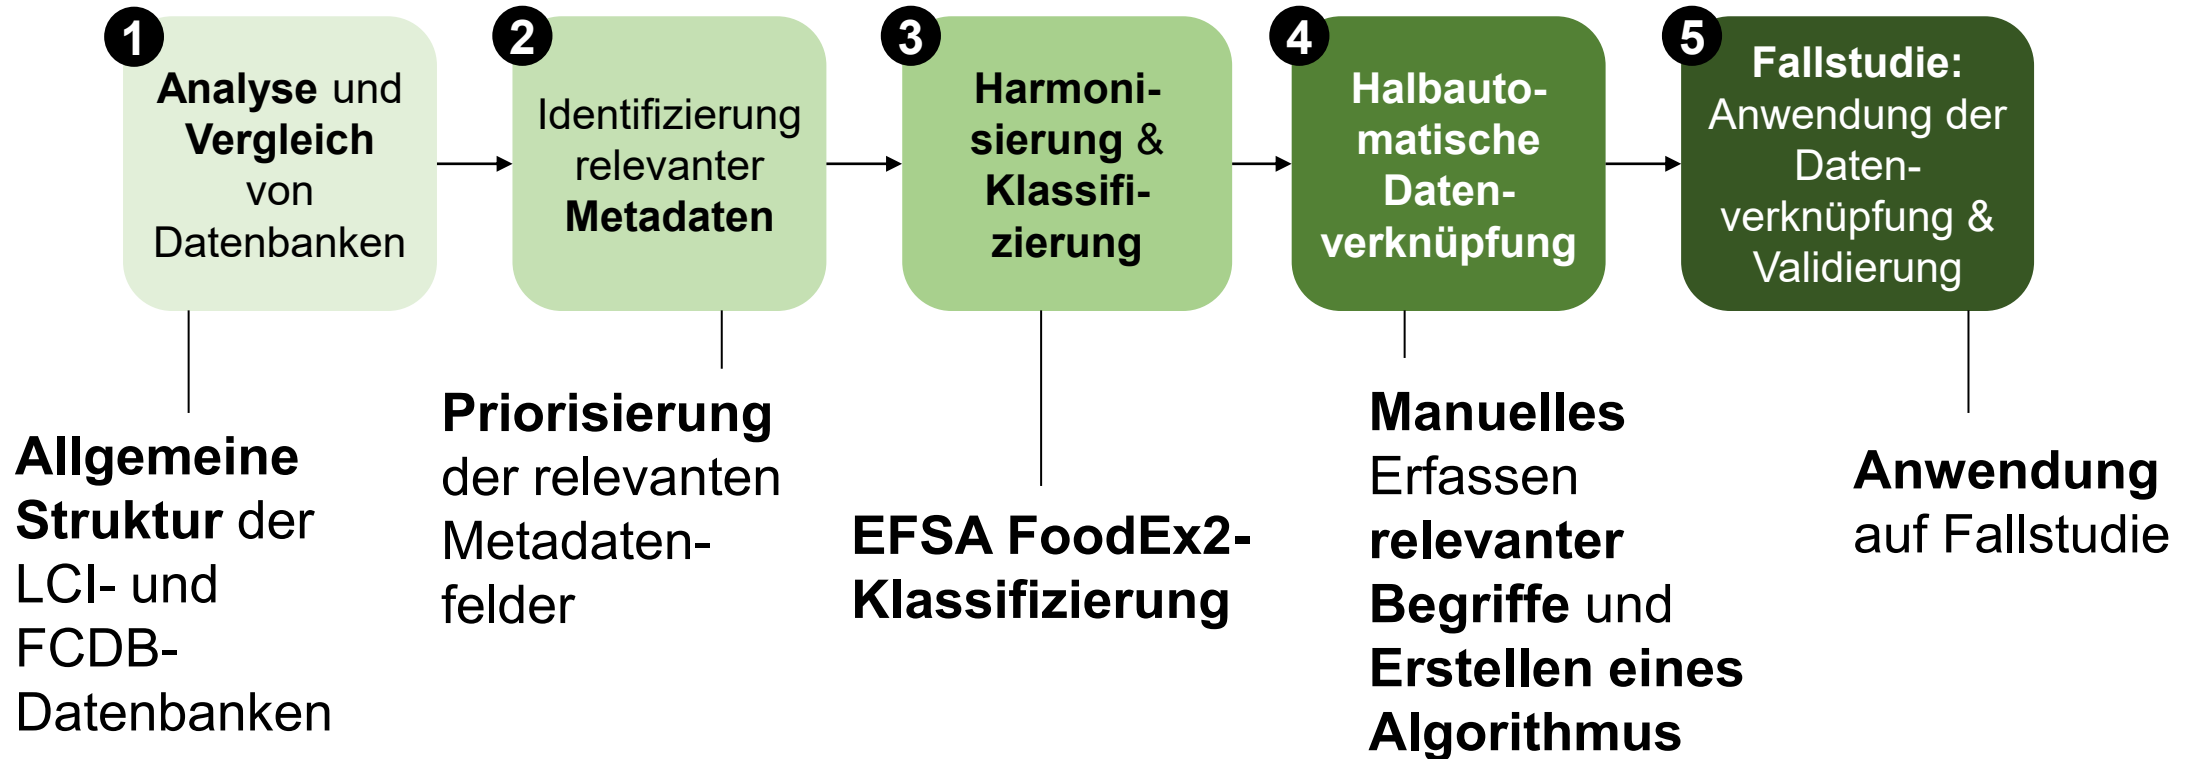 1
Analyse und
Vergleich
von
Datenbanken
2
Identifizierung
relevanter
Metadaten
3
Harmoni-
sierung &
Klassifi-
zierung
4
Halbauto-
matische
Daten-
verknüpfung
5
Fallstudie:
Anwendung der
Daten-
verknüpfung &
Validierung
Allgemeine
Struktur der
LCI- und
FCDB-
Datenbanken
Priorisierung
der relevanten
Metadaten-
felder
EFSA FoodEx2-
Klassifizierung
Manuelles
Erfassen
relevanter
Begriffe und
Erstellen eines
Algorithmus
Anwendung
auf Fallstudie